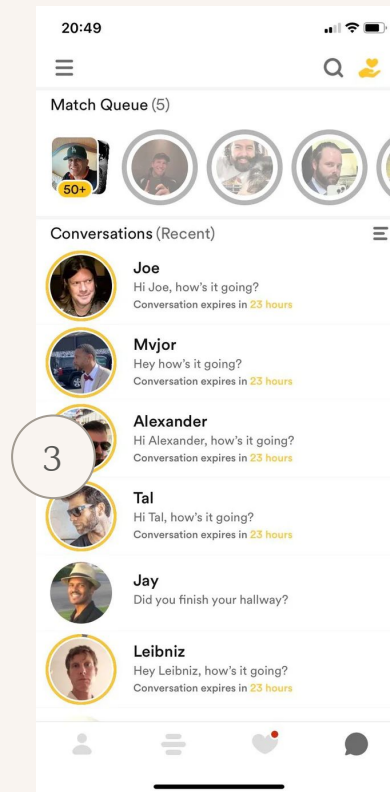 20:49
Match Queue (5)
50+
Conversations (Recent)
Joe
Hi Joe, how's it going?
Conversation expires in 23 hours
Mvjor
Hey how's it going?
Conversation expires in 23 hours
Alexander
Hi Alexander, how's it going?
Conversation expires in 23 hours
3
Tal
Hi Tal, how's it going?
Conversation expires in 23 hours
Jay
Did you finish your hallway?
Leibniz
Hey Leibniz, how's it going?
Conversation expires in 23 hours